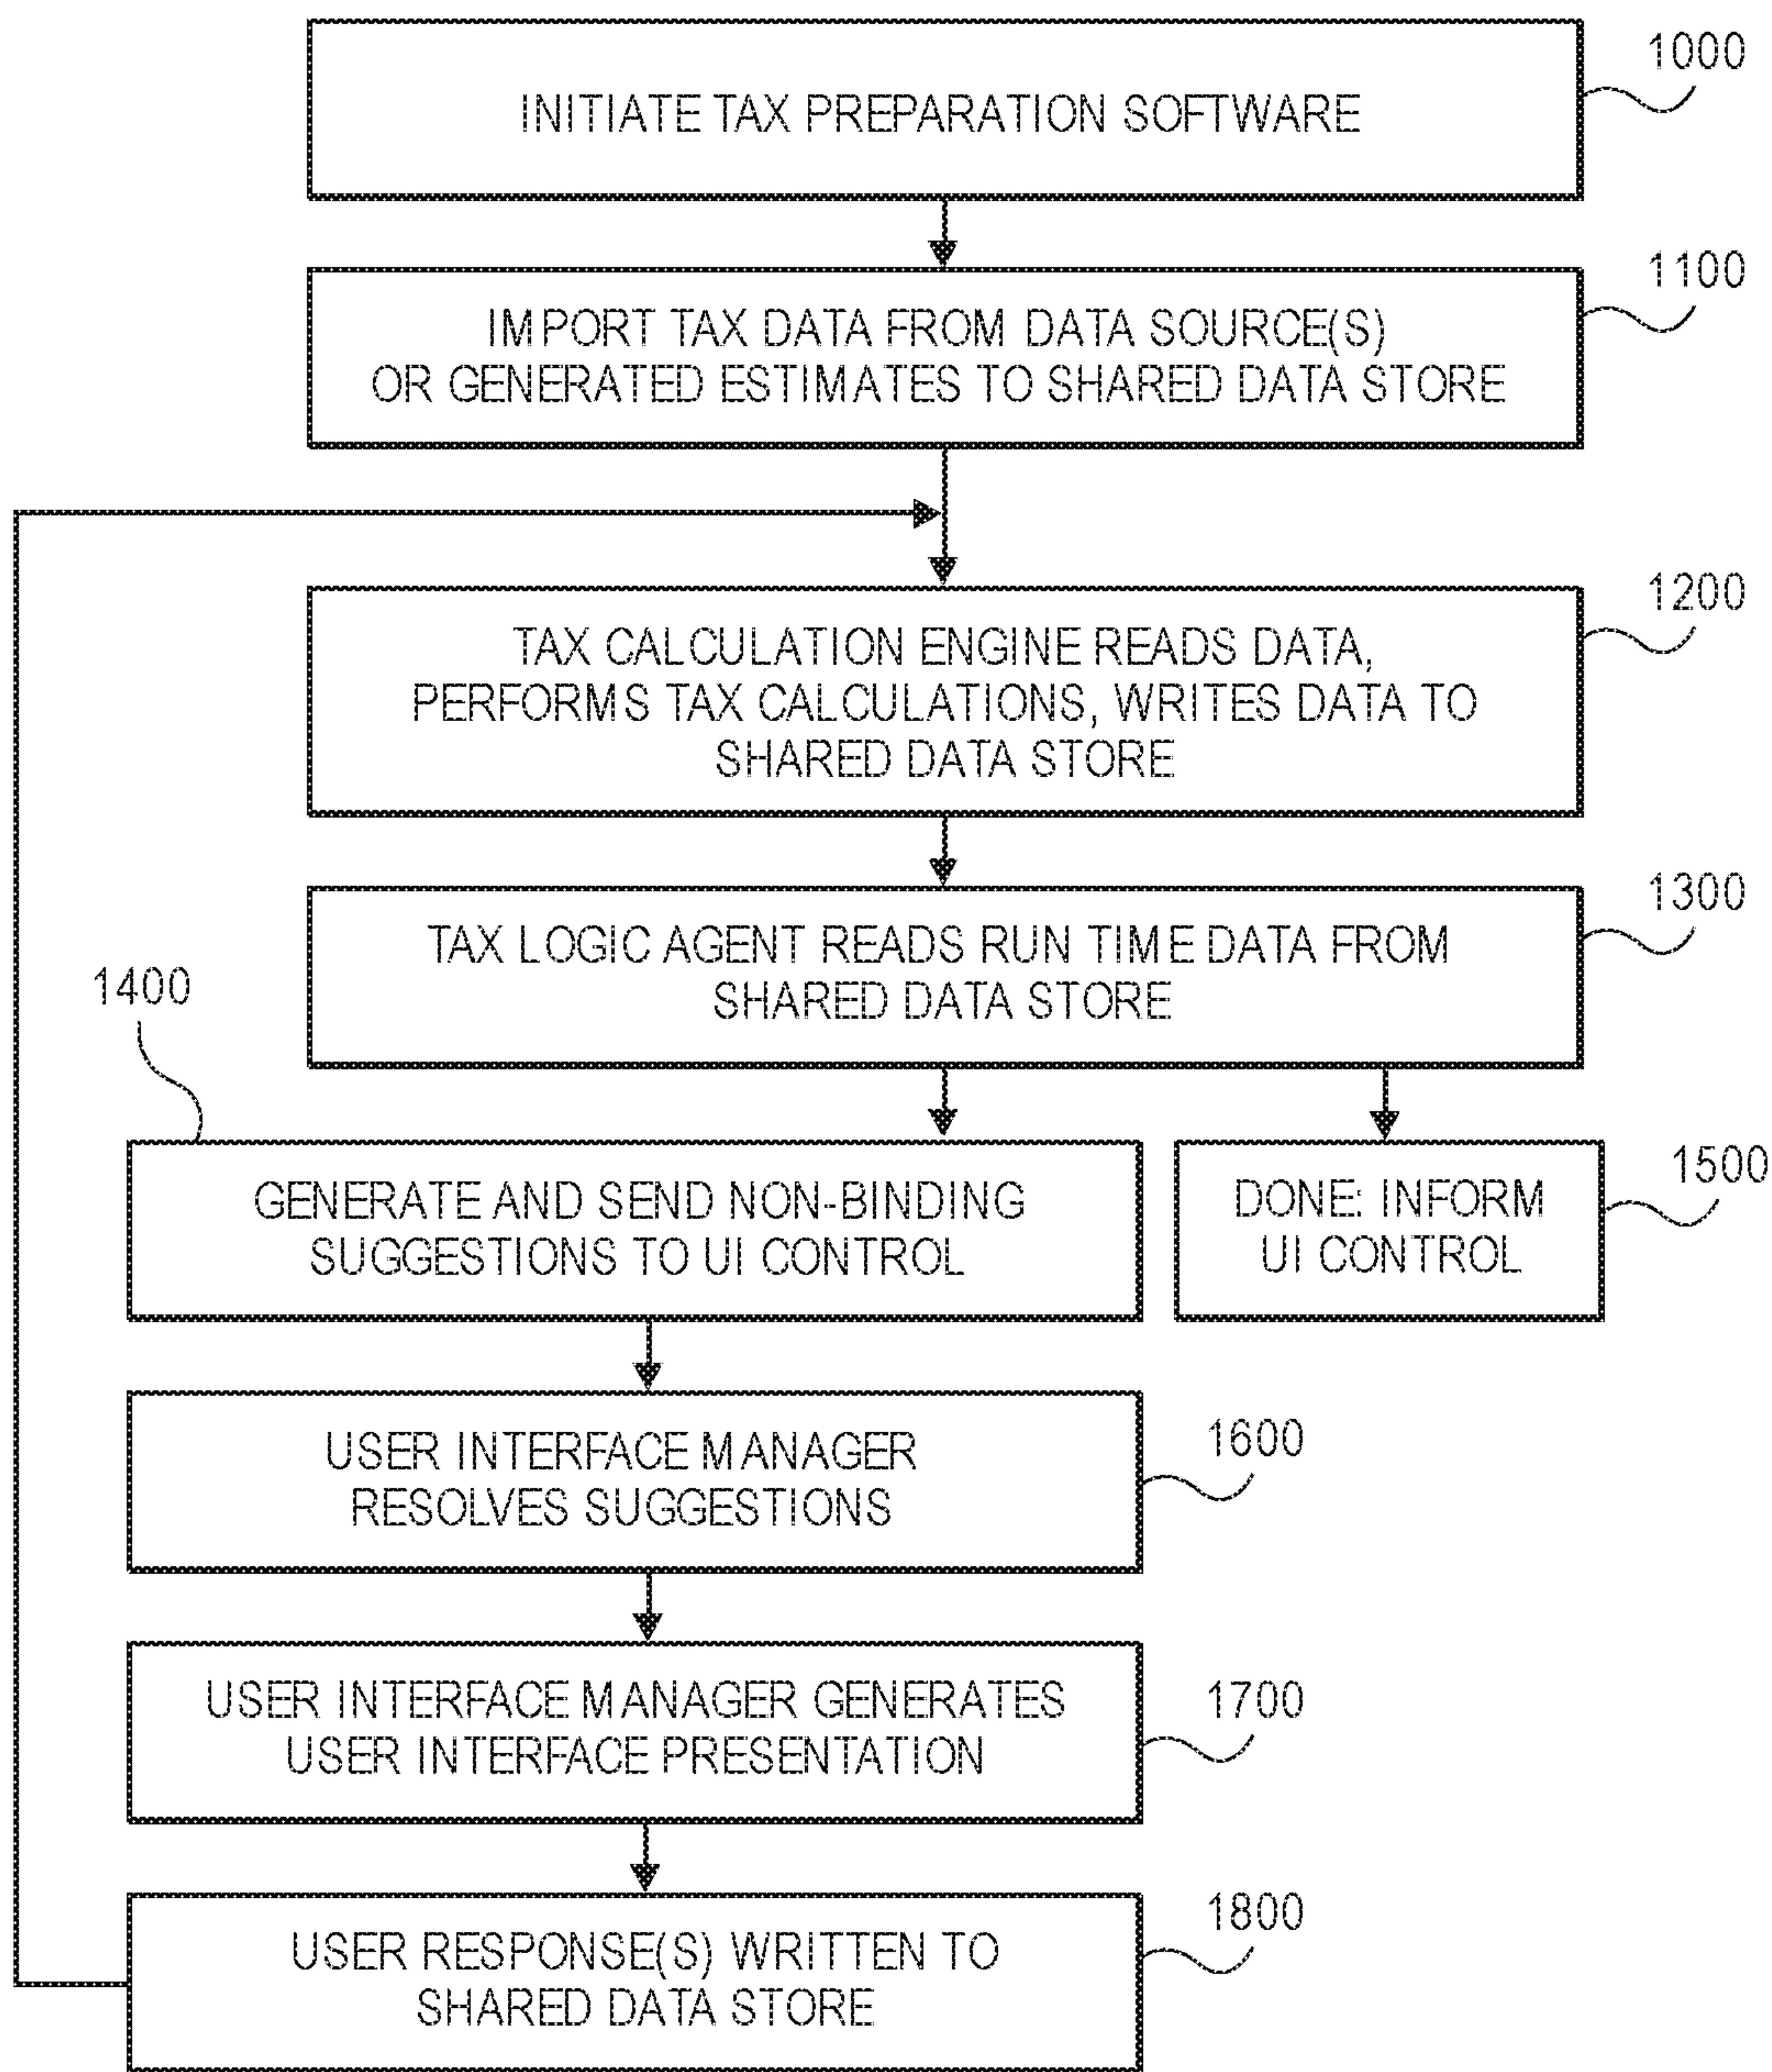 INITIATE TAX PREPARATION SOFTWARE
1000
IMPORT TAX DATA FROM DATA SOURCE(S)
OR GENERATED ESTIMATES TO SHARED DATA STORE
1100
TAX CALCULATION ENGINE READS DATA,
PERFORMS TAX CALCULATIONS, WRITES DATA TO
SHARED DATA STORE
1200
TAX LOGIC AGENT READS RUN TIME DATA FROM
SHARED DATA STORE
1300
1400
GENERATE AND SEND NON-BINDING
SUGGESTIONS TO UI CONTROL
DONE: INFORM
UI CONTROL
1500
USER INTERFACE MANAGER
RESOLVES SUGGESTIONS
1600
USER INTERFACE MANAGER GENERATES
USER INTERFACE PRESENTATION
1700
USER RESPONSE(S) WRITTEN TO
SHARED DATA STORE
1800